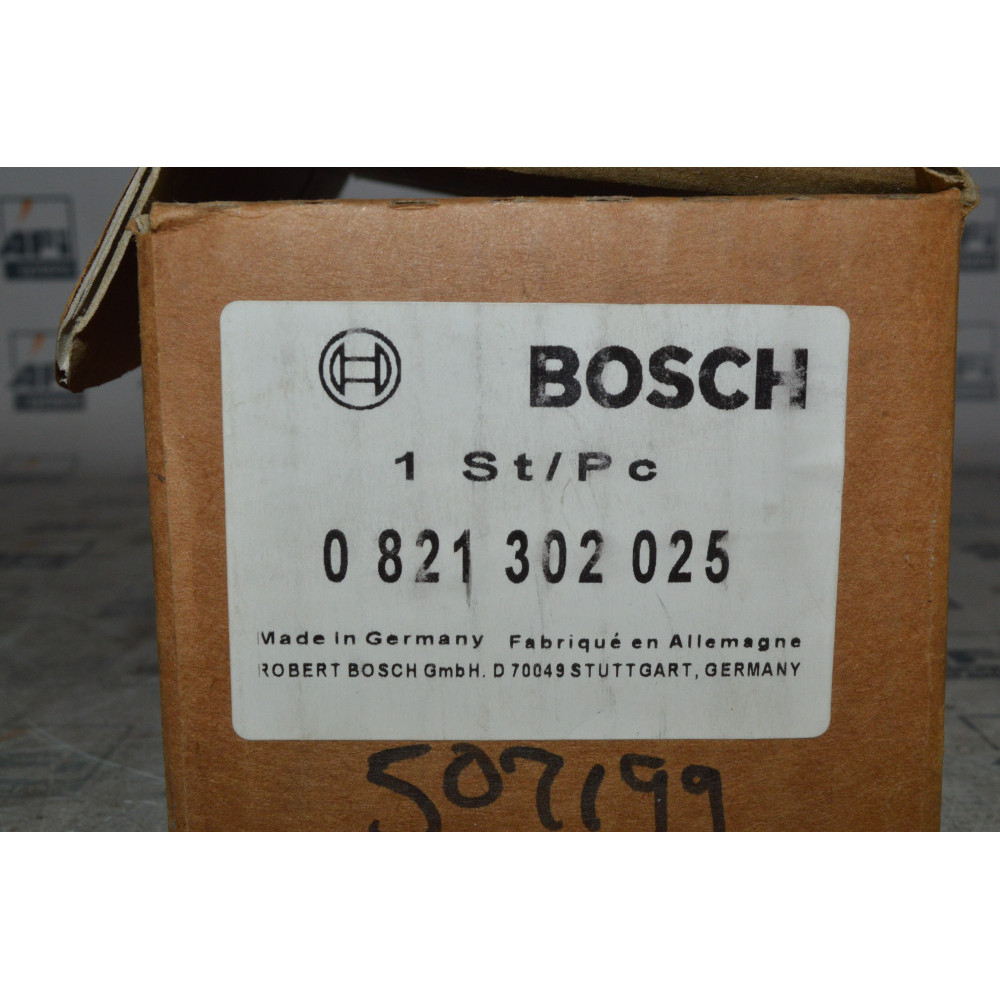 BOSCH
1 St/Pc
0 821 302 025
Made in Germany Fabriqué en Allemagne
ROBERT BOSCH GmbH. D 70049 STUTTGART, GERMANY
507199
AFI